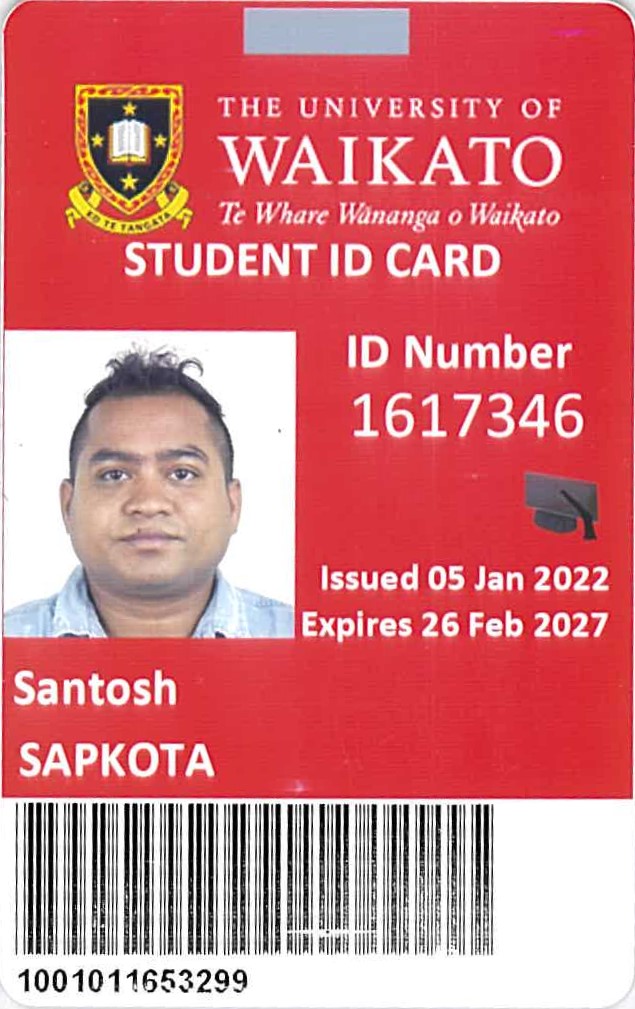 THE UNIVERSITY OF
WAIKATO
Te Whare Wānanga o Waikato
KO TE TANGATA
STUDENT ID CARD
ID Number
1617346
Issued 05 Jan 2022
Expires 26 Feb 2027
Santosh
SAPKOTA
1001011653299